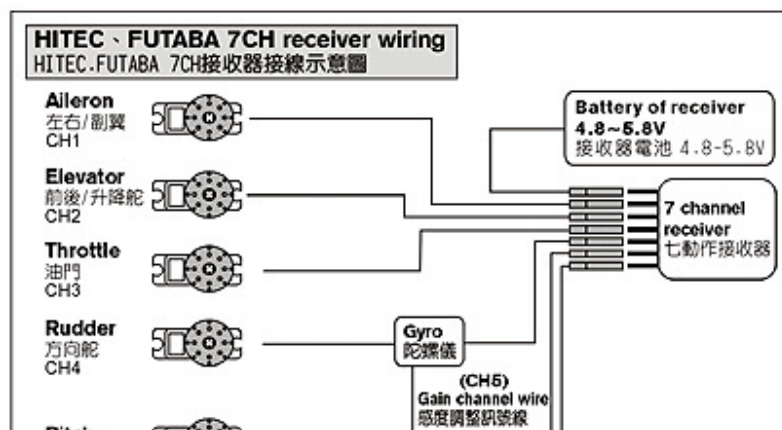 HITEC、FUTABA 7CH receiver wiring
HITEC.FUTABA 7CH接收器接線示意圖
Aileron
左右/副翼
CH1
Battery of receiver
4.8~5.8V
接收器電池 4.8-5.8V
Elevator
前後/升降舵
CH2
7 channel
receiver
七動作接收器
Throttle
油門
CH3
Rudder
方向舵
CH4
Gyro
陀螺儀
(CH5)
Gain channel wire
感度調整訊號線